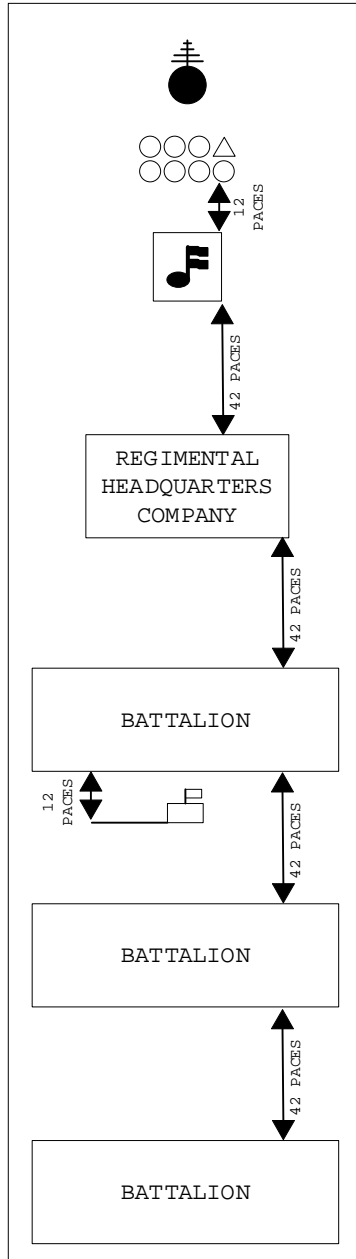 12
PACES
42 PACES
REGIMENTAL
HEADQUARTERS
COMPANY
42 PACES
BATTALION
12
PACES
42 PACES
BATTALION
42 PACES
BATTALION